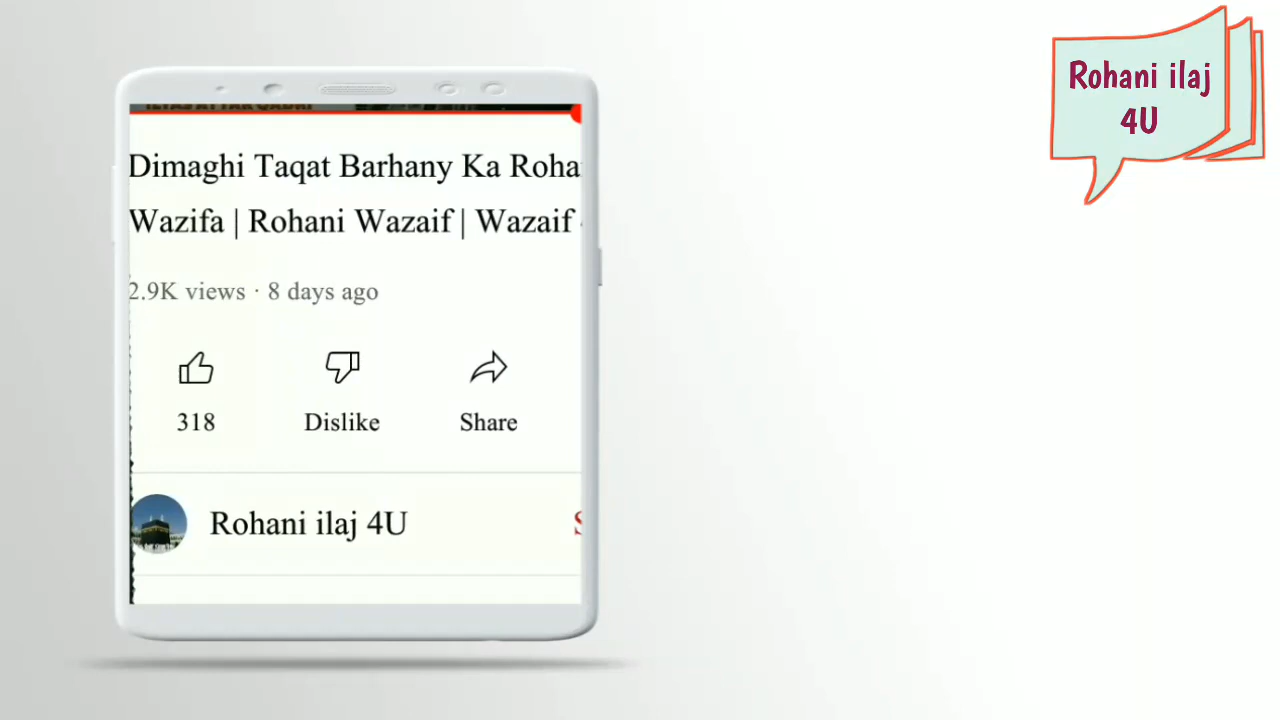 Rohani ilaj
4U
Dimaghi Taqat Barhany Ka
Wazifa | Rohani Wazaif | Wazaif
2.9K views · 8 days ago
318
Dislike
Share
Rohani ilaj 4U